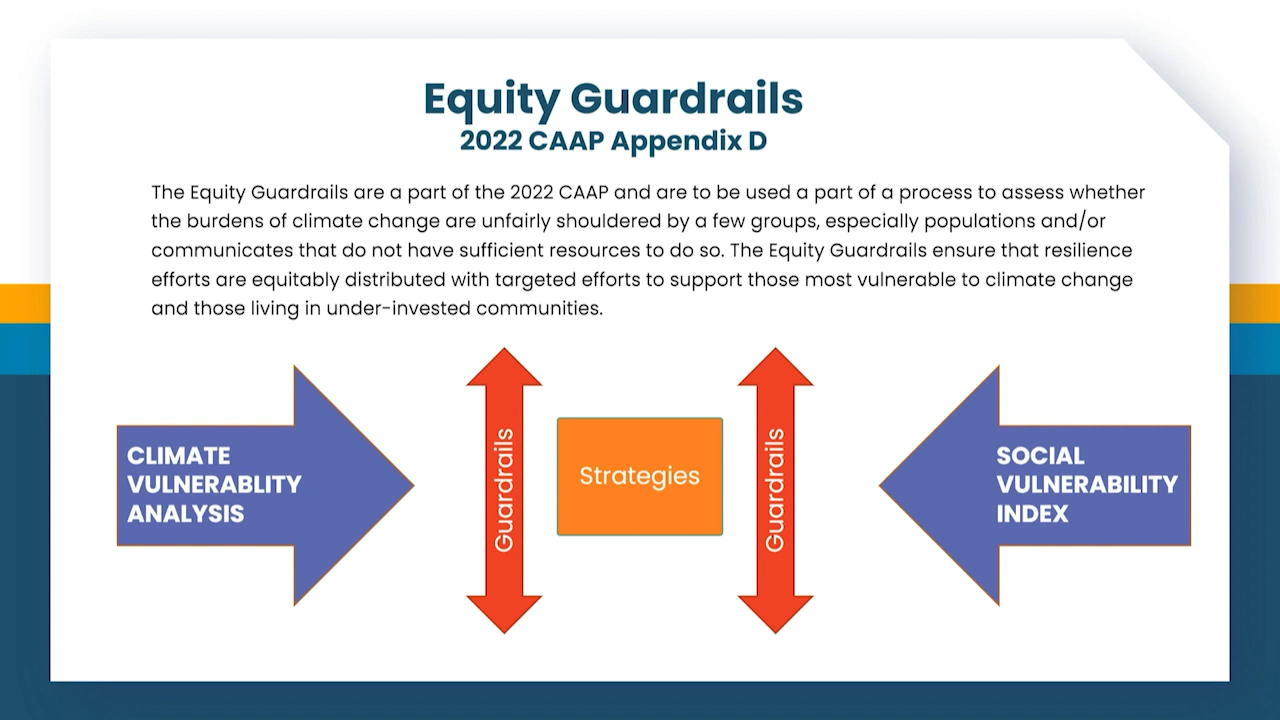 Equity Guardrails
2022 CAAP Appendix D
The Equity Guardrails are a part of the 2022 CAAP and are to be used a part of a process to assess whether
the burdens of climate change are unfairly shouldered by a few groups, especially populations and/or
communicates that do not have sufficient resources to do so. The Equity Guardrails ensure that resilience
efforts are equitably distributed with targeted efforts to support those most vulnerable to climate change
and those living in under-invested communities.
CLIMATE
VULNERABLITY
ANALYSIS
Guardrails
Strategies
Guardrails
SOCIAL
VULNERABILITY
INDEX